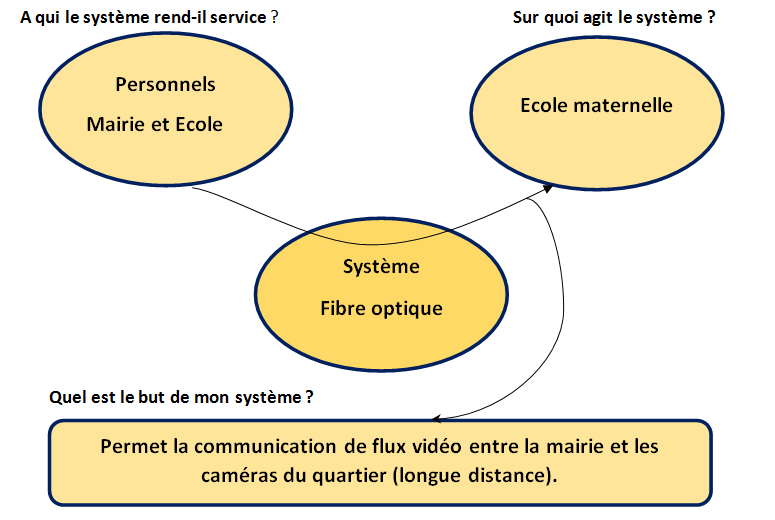 A qui le système rend-il service ?
Sur quoi agit le système ?
Personnels
Mairie et Ecole
Ecole maternelle
Système
Fibre optique
Quel est le but de mon système ?
Permet la communication de flux vidéo entre la mairie et les
caméras du quartier (longue distance).